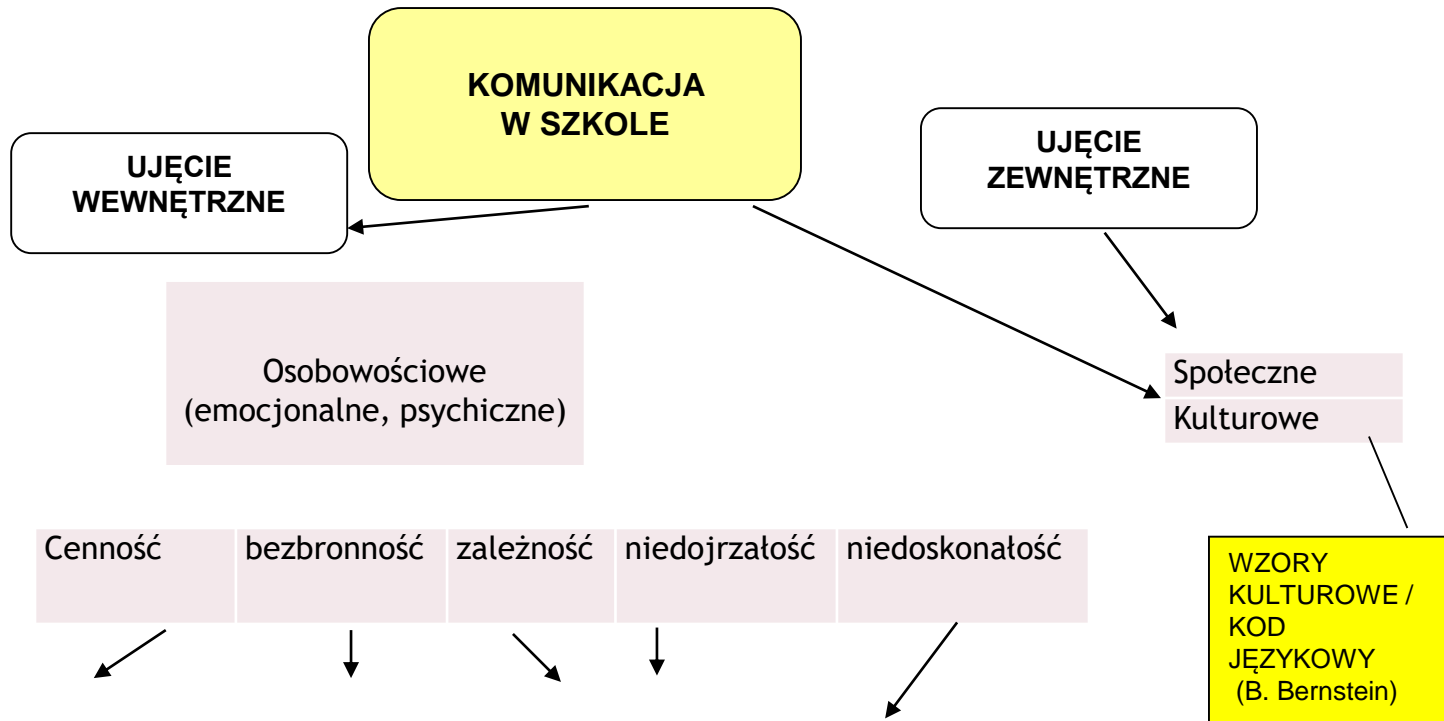 KOMUNIKACJA
W SZKOLE
UJĘCIE
WEWNĘTRZNE
UJĘCIE
ZEWNĘTRZNE
Osobowościowe
(emocjonalne, psychiczne)
Społeczne
Kulturowe
Cenność
bezbronność
zależność
niedojrzałość
niedoskonałość
WZORY
KULTUROWE /
KOD
JĘZYKOWY
(B. Bernstein)